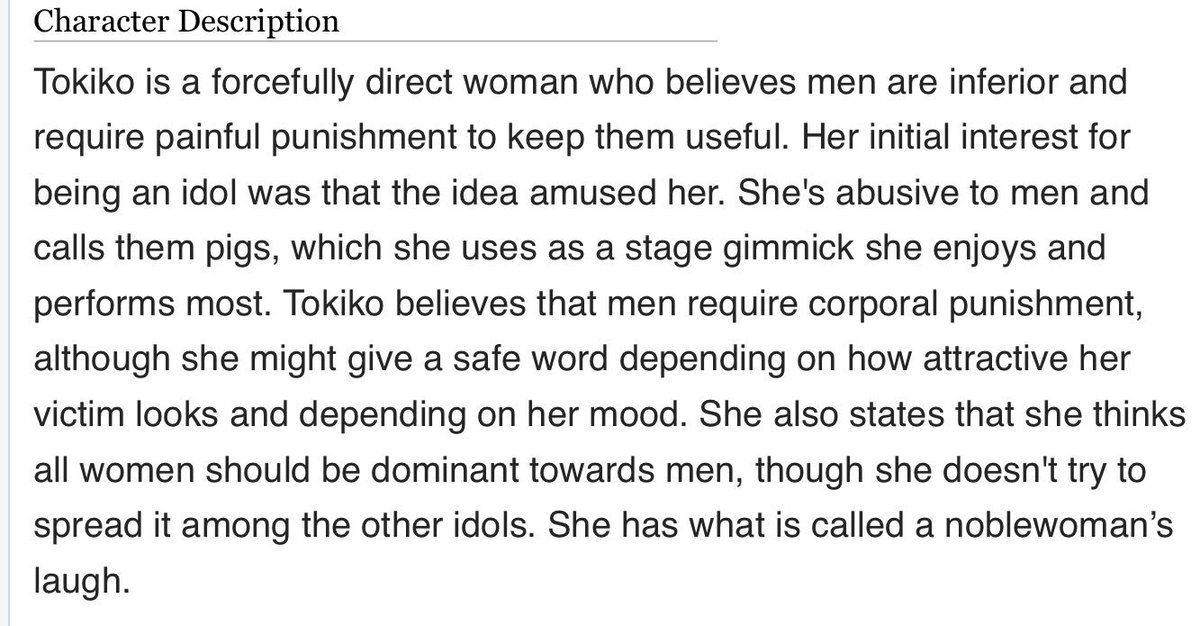 Character Description
Tokiko is a forcefully direct woman who believes men are inferior and
require painful punishment to keep them useful. Her initial interest for
being an idol was that the idea amused her. She's abusive to men and
calls them pigs, which she uses as a stage gimmick she enjoys and
performs most. Tokiko believes that men require corporal punishment,
although she might give a safe word depending on how attractive her
victim looks and depending on her mood. She also states that she thinks
all women should be dominant towards men, though she doesn't try to
spread it among the other idols. She has what is called a noblewoman’s
laugh.